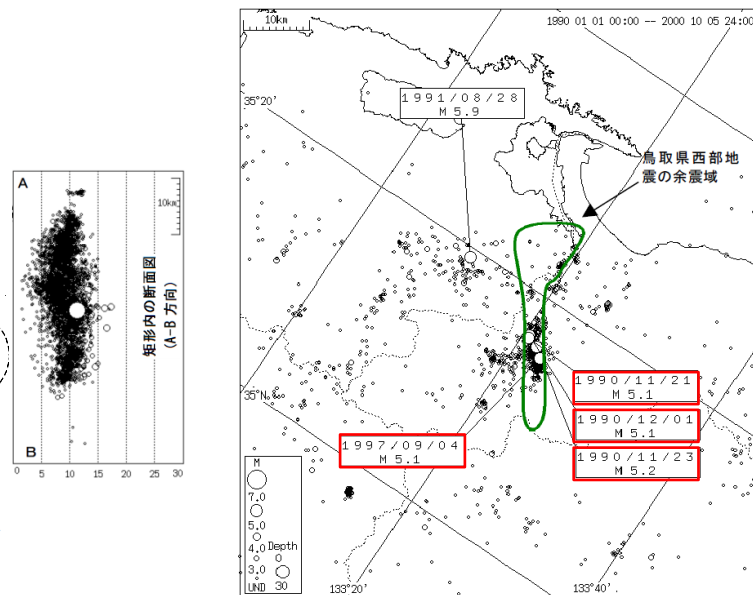 A
10km
B
0 5 10 15 20 25 30
矩形内の断面図
(A-B 方向)
10km
1990 01 01 00:00 -- 2000 10 05 24:00
35°20'
1991/08/28
M 5.9
鳥取県西部地
震の余震域
35°N
1990/11/21
M 5.1
1990/12/01
M 5.1
1990/11/23
M 5.2
1997/09/04
M 5.1
M
7.0
5.0
4.0
3.0
UND
Depth
0
30
133°20'
133°40'